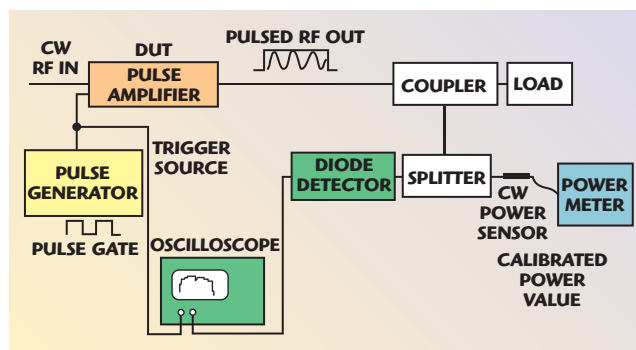 CW
RF IN
DUT
PULSE
AMPLIFIER
PULSED RF OUT
COUPLER
LOAD
TRIGGER
SOURCE
PULSE
GENERATOR
PULSE GATE
OSCILLOSCOPE
DIODE
DETECTOR
SPLITTER
CW
POWER
SENSOR
POWER
METER
CALIBRATED
POWER
VALUE